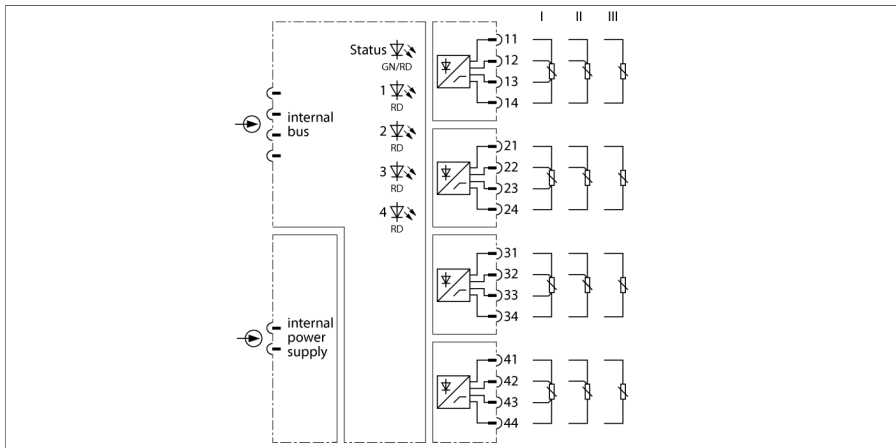 I II III
Status
GN/RD
1
RD
2
RD
3
RD
4
RD
internal
bus
internal
power
supply
11
12
13
14
21
22
23
24
31
32
33
34
41
42
43
44